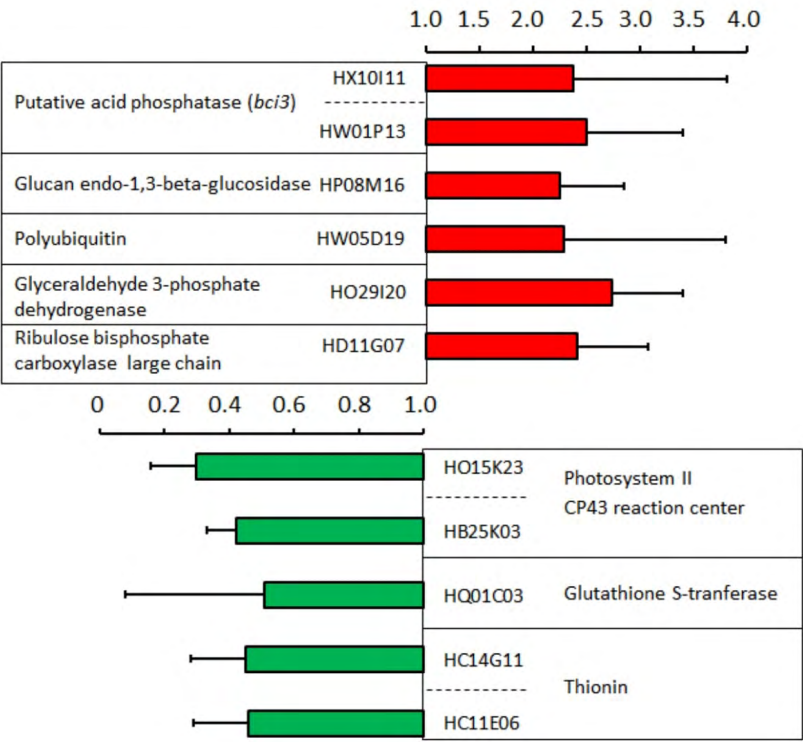 1.0 1.5 2.0 2.5 3.0 3.5 4.0
HX10I11
Putative acid phosphatase (bci3)
HW01P13
Glucan endo-1,3-beta-glucosidase HP08M16
Polyubiquitin HW05D19
Glyceraldehyde 3-phosphate
dehydrogenase
HO29I20
Ribulose bisphosphate
carboxylase large chain
HD11G07
0 0.2 0.4 0.6 0.8 1.0
HO15K23
Photosystem II
CP43 reaction center
HB25K03
HQ01C03 Glutathione S-tranferase
HC14G11
Thionin
HC11E06